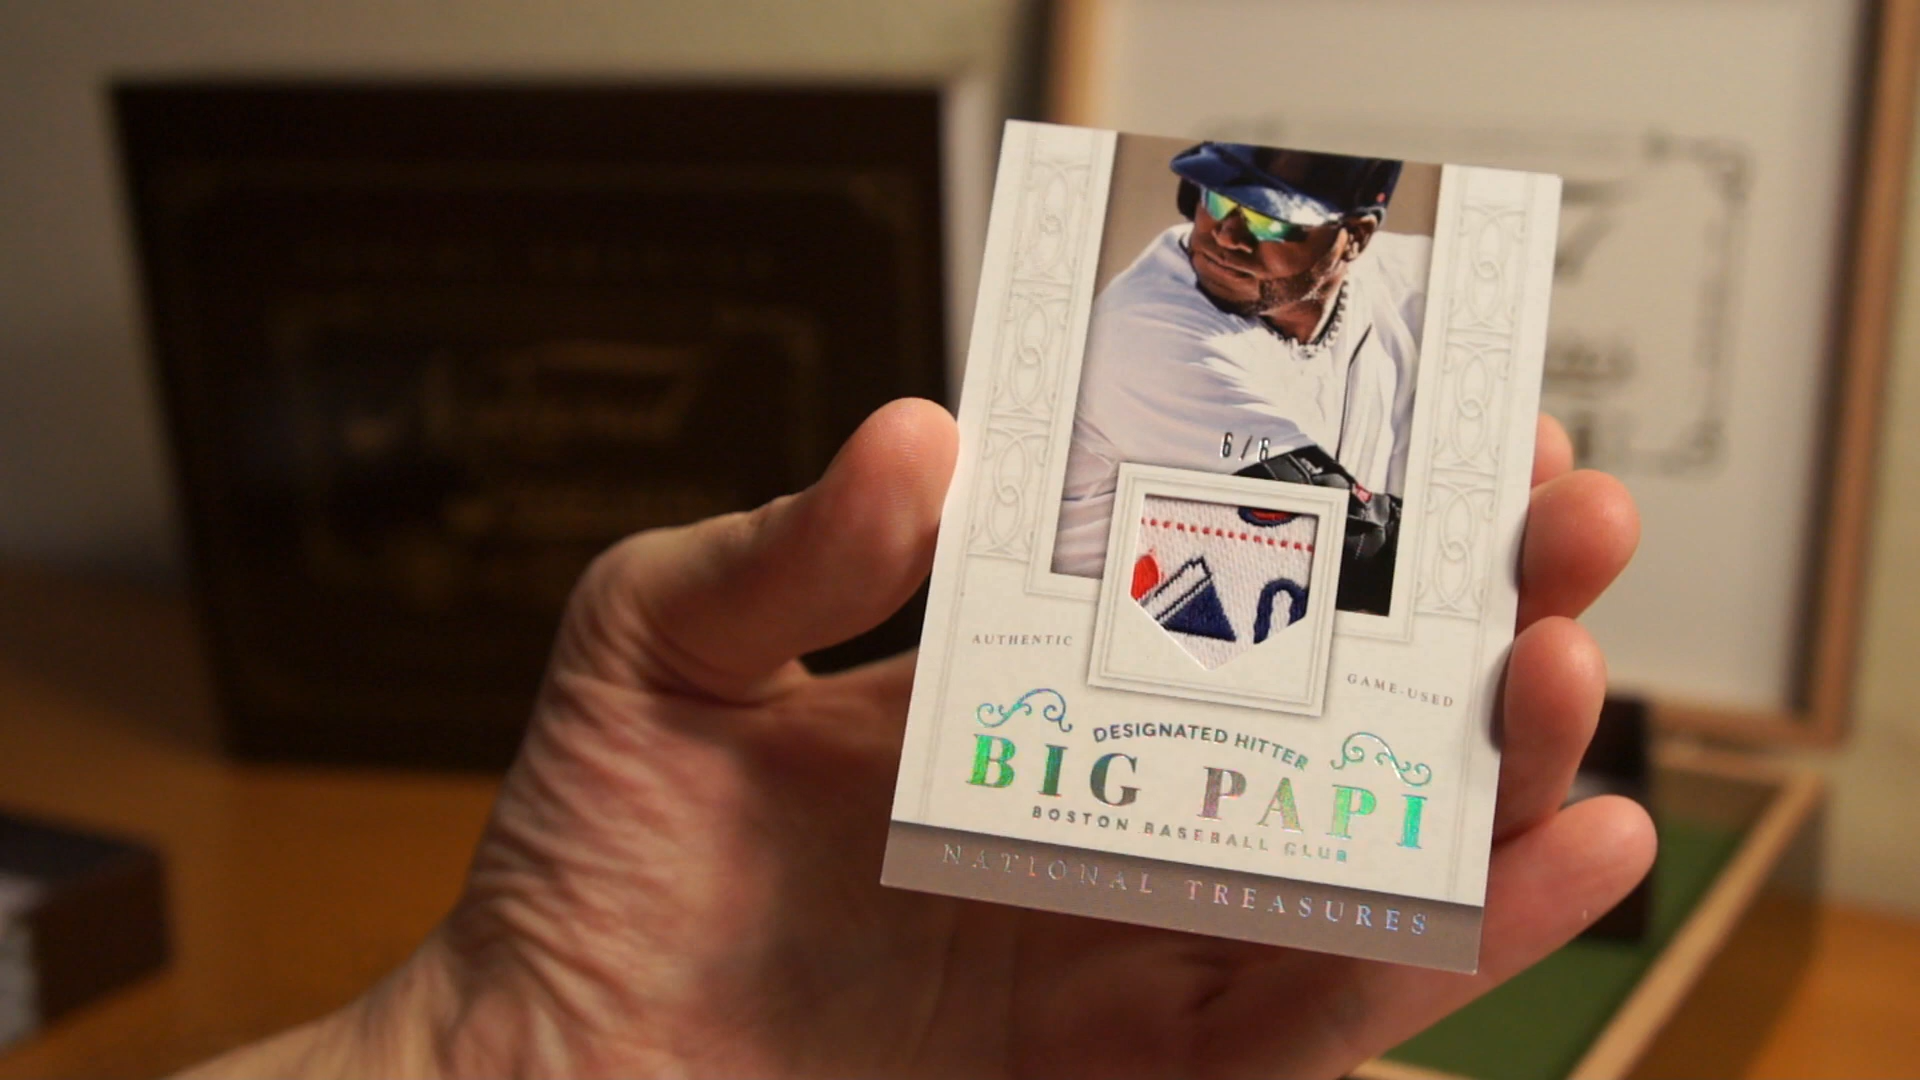 6/6
AUTHENTIC
GAME-USED
DESIGNATED HITTER
BIG PAPI
BOSTON BASEBALL CLUB
NATIONAL TREASURES